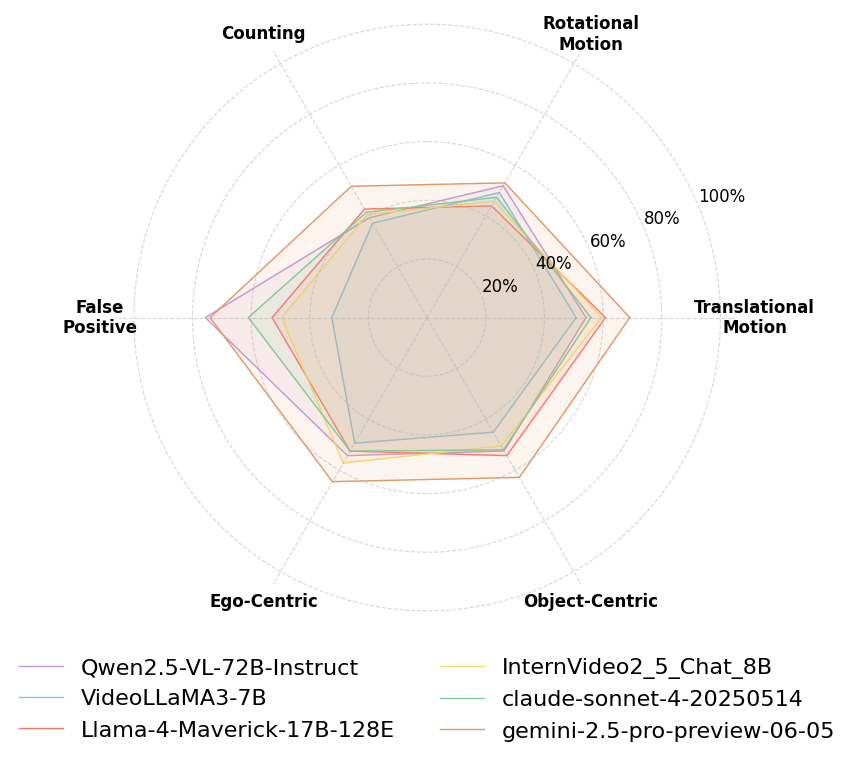 Rotational
Motion
Counting
100%
80%
60%
40%
20%
False
Positive
Translational
Motion
Ego-Centric
Object-Centric
Qwen2.5-VL-72B-Instruct
VideoLLaMA3-7B
Llama-4-Maverick-17B-128E
InternVideo2_5_Chat_8B
claude-sonnet-4-20250514
gemini-2.5-pro-preview-06-05